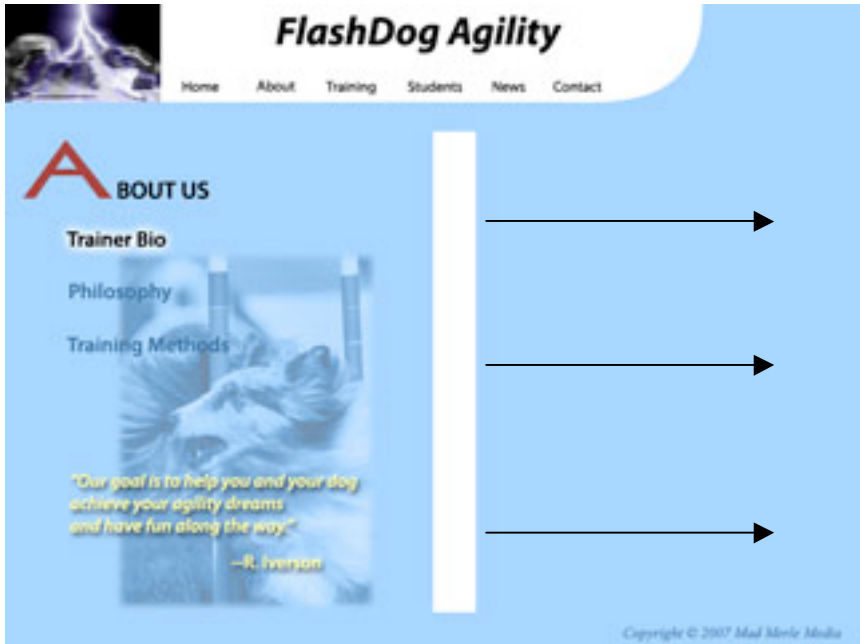 FlashDog Agility
Home About Training Students News Contact
ABOUT US
Trainer Bio
Philosophy
Training Methods
"Our goal is to help you and your dog
achieve your agility dreams
and have fun along the way."
—R. Iverson
Copyright © 2007 Mad Merle Media